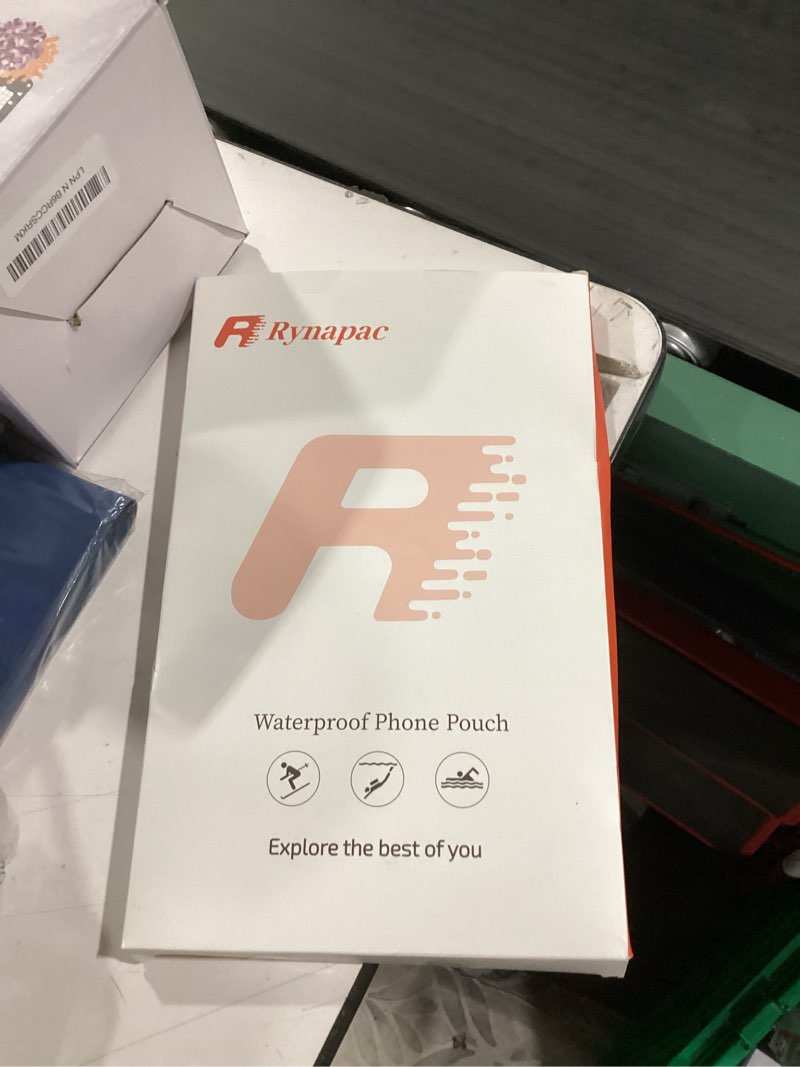 Rynapac
Waterproof Phone Pouch
Explore the best of you